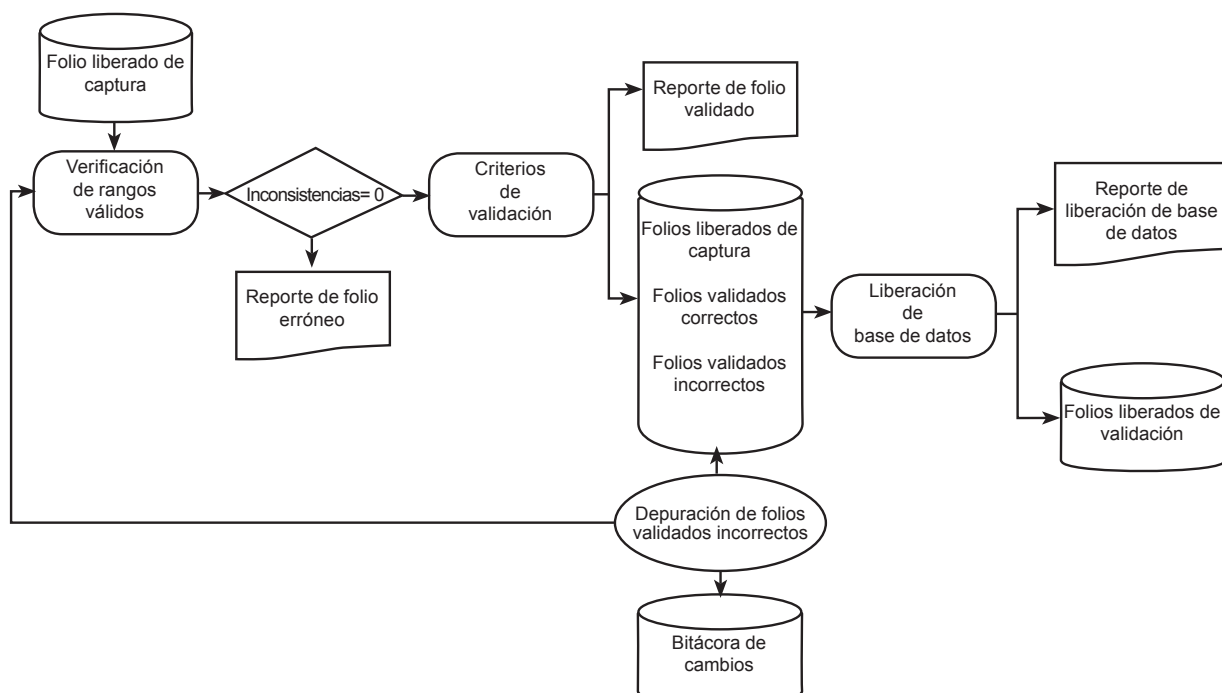 Folio liberado de
captura
Verificación
de rangos
válidos
Inconsistencias= 0
Reporte de folio
erróneo
Criterios
de
validación
Reporte de folio
validado
Folios liberados de
captura
Folios validados
correctos
Folios validados
incorrectos
Liberación
de
base de datos
Reporte de
liberación de base
de datos
Folios liberados de
validación
Depuración de folios
validados incorrectos
Bitácora de
cambios